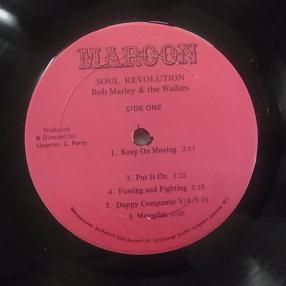 MAROON
SOUL REVOLUTION
Bob Marley & the Wailers
SIDE ONE
Produced
& Directed by:
Upsetter, L. Perry
1. Keep On Moving 2:57
3. Put It On 3:22
4. Fussing and Fighting 2:18
5. Duppy Conqueror V/4 2:10
6. Memphis 2:00